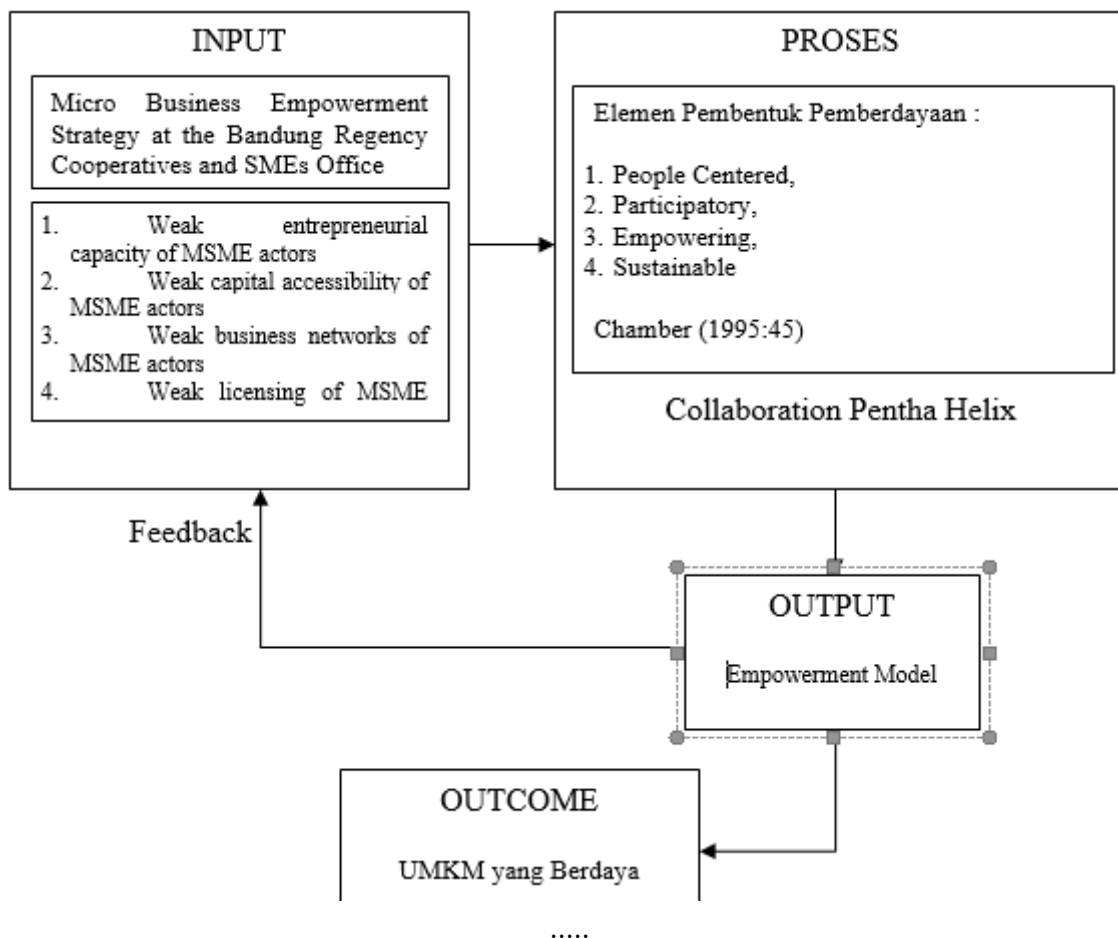 INPUT
Micro Business Empowerment
Strategy at the Bandung Regency
Cooperatives and SMEs Office
1. Weak entrepreneurial
capacity of MSME actors
2. Weak capital accessibility of
MSME actors
3. Weak business networks of
MSME actors
4. Weak licensing of MSME
PROSES
Elemen Pembentuk Pemberdayaan :
1. People Centered,
2. Participatory,
3. Empowering,
4. Sustainable
Chamber (1995:45)
Collaboration Pentha Helix
Feedback
OUTPUT
Empowerment Model
OUTCOME
UMKM yang Berdaya
.....